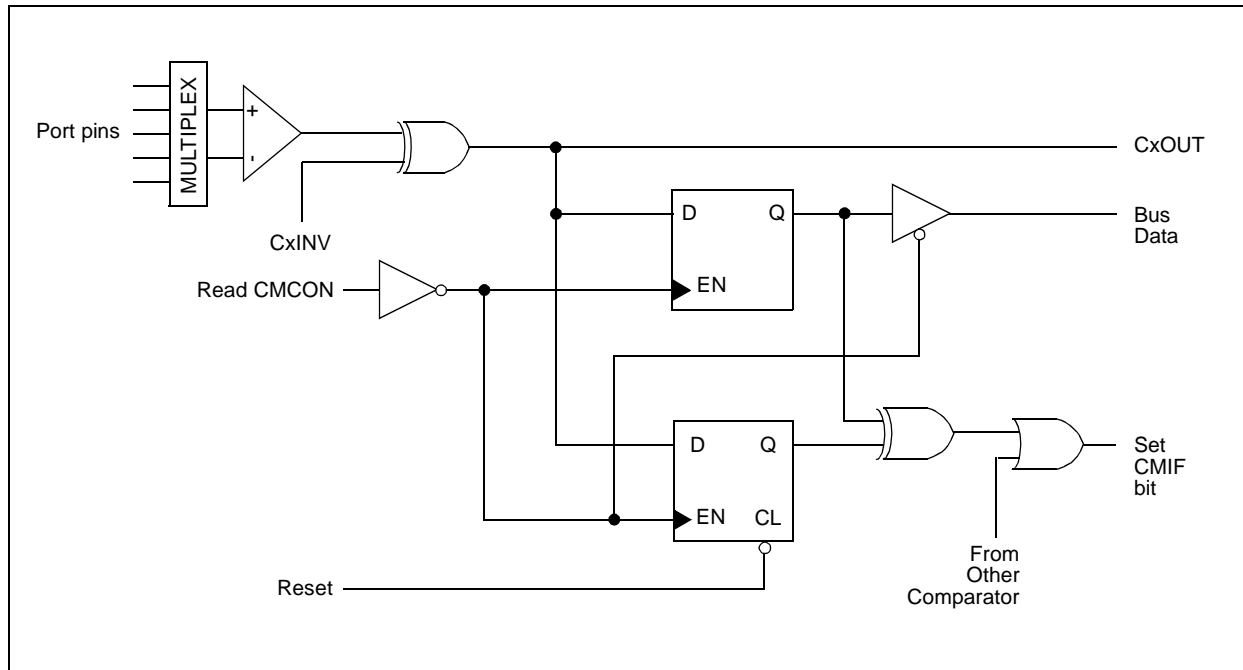 MULTIPLEX
+
-
Port pins
CxINV
CxOUT
D
Q
EN
Bus
Data
Read CMCON
D
Q
EN
CL
Set
CMIF
bit
From
Other
Comparator
Reset